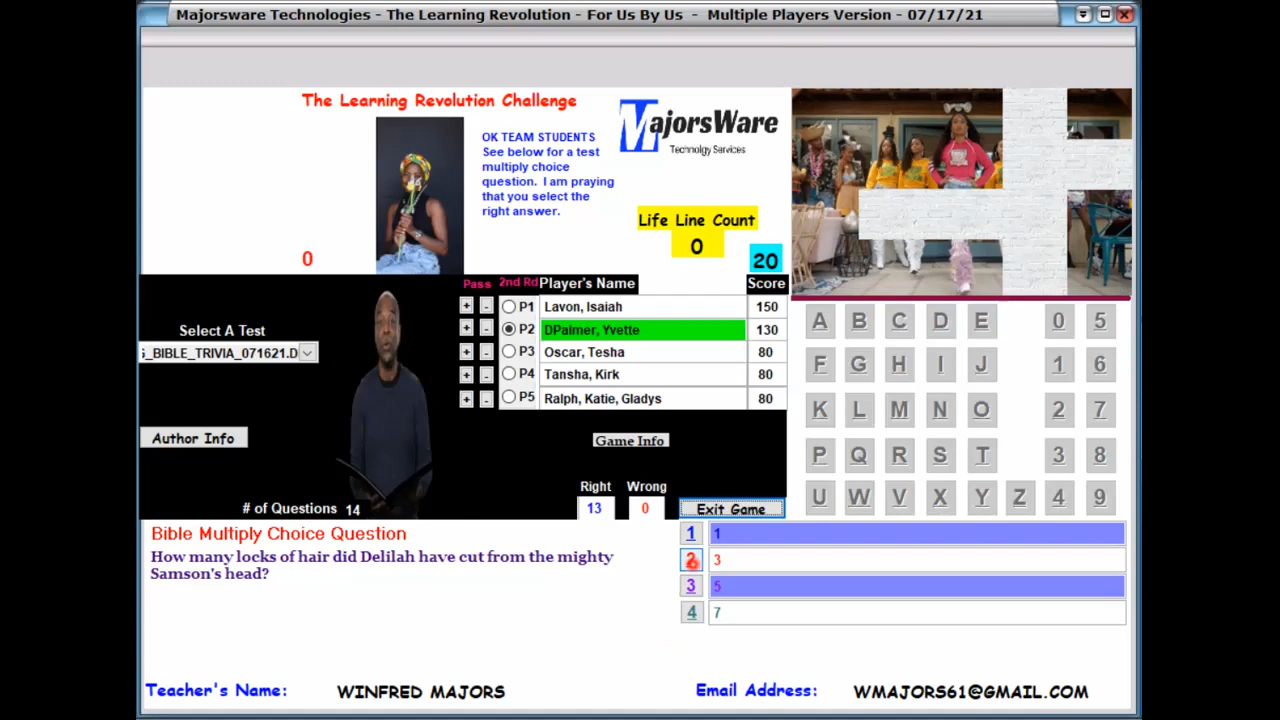 Majorsware Technologies - The Learning Revolution - For Us By Us - Multiple Players Version - 07/17/21
The Learning Revolution Challenge
MajorsWare
Technolgy Services
OK TEAM STUDENTS
See below for a test
multiply choice
question. I am praying
that you select the
right answer.
Life Line Count
0
0
20
Pass 2nd Rd Player's Name Score
+ - P1 Lavon, Isaiah 150
+ - P2 DPalmer, Yvette 130
+ - P3 Oscar, Tesha 80
+ - P4 Tansha, Kirk 80
+ - P5 Ralph, Katie, Gladys 80
Select A Test
_BIBLE_TRIVIA_071621.D
Author Info
Game Info
Right Wrong
# of Questions 14
13 0
Exit Game
A B C D E 0 5
F G H I J 1 6
K L M N O 2 7
P Q R S T 3 8
U W V X Y Z 4 9
Bible Multiply Choice Question
How many locks of hair did Delilah have cut from the mighty
Samson's head?
1 1
2 3
3 5
4 7
Teacher's Name: WINFRED MAJORS
Email Address: WMAJORS61@GMAIL.COM